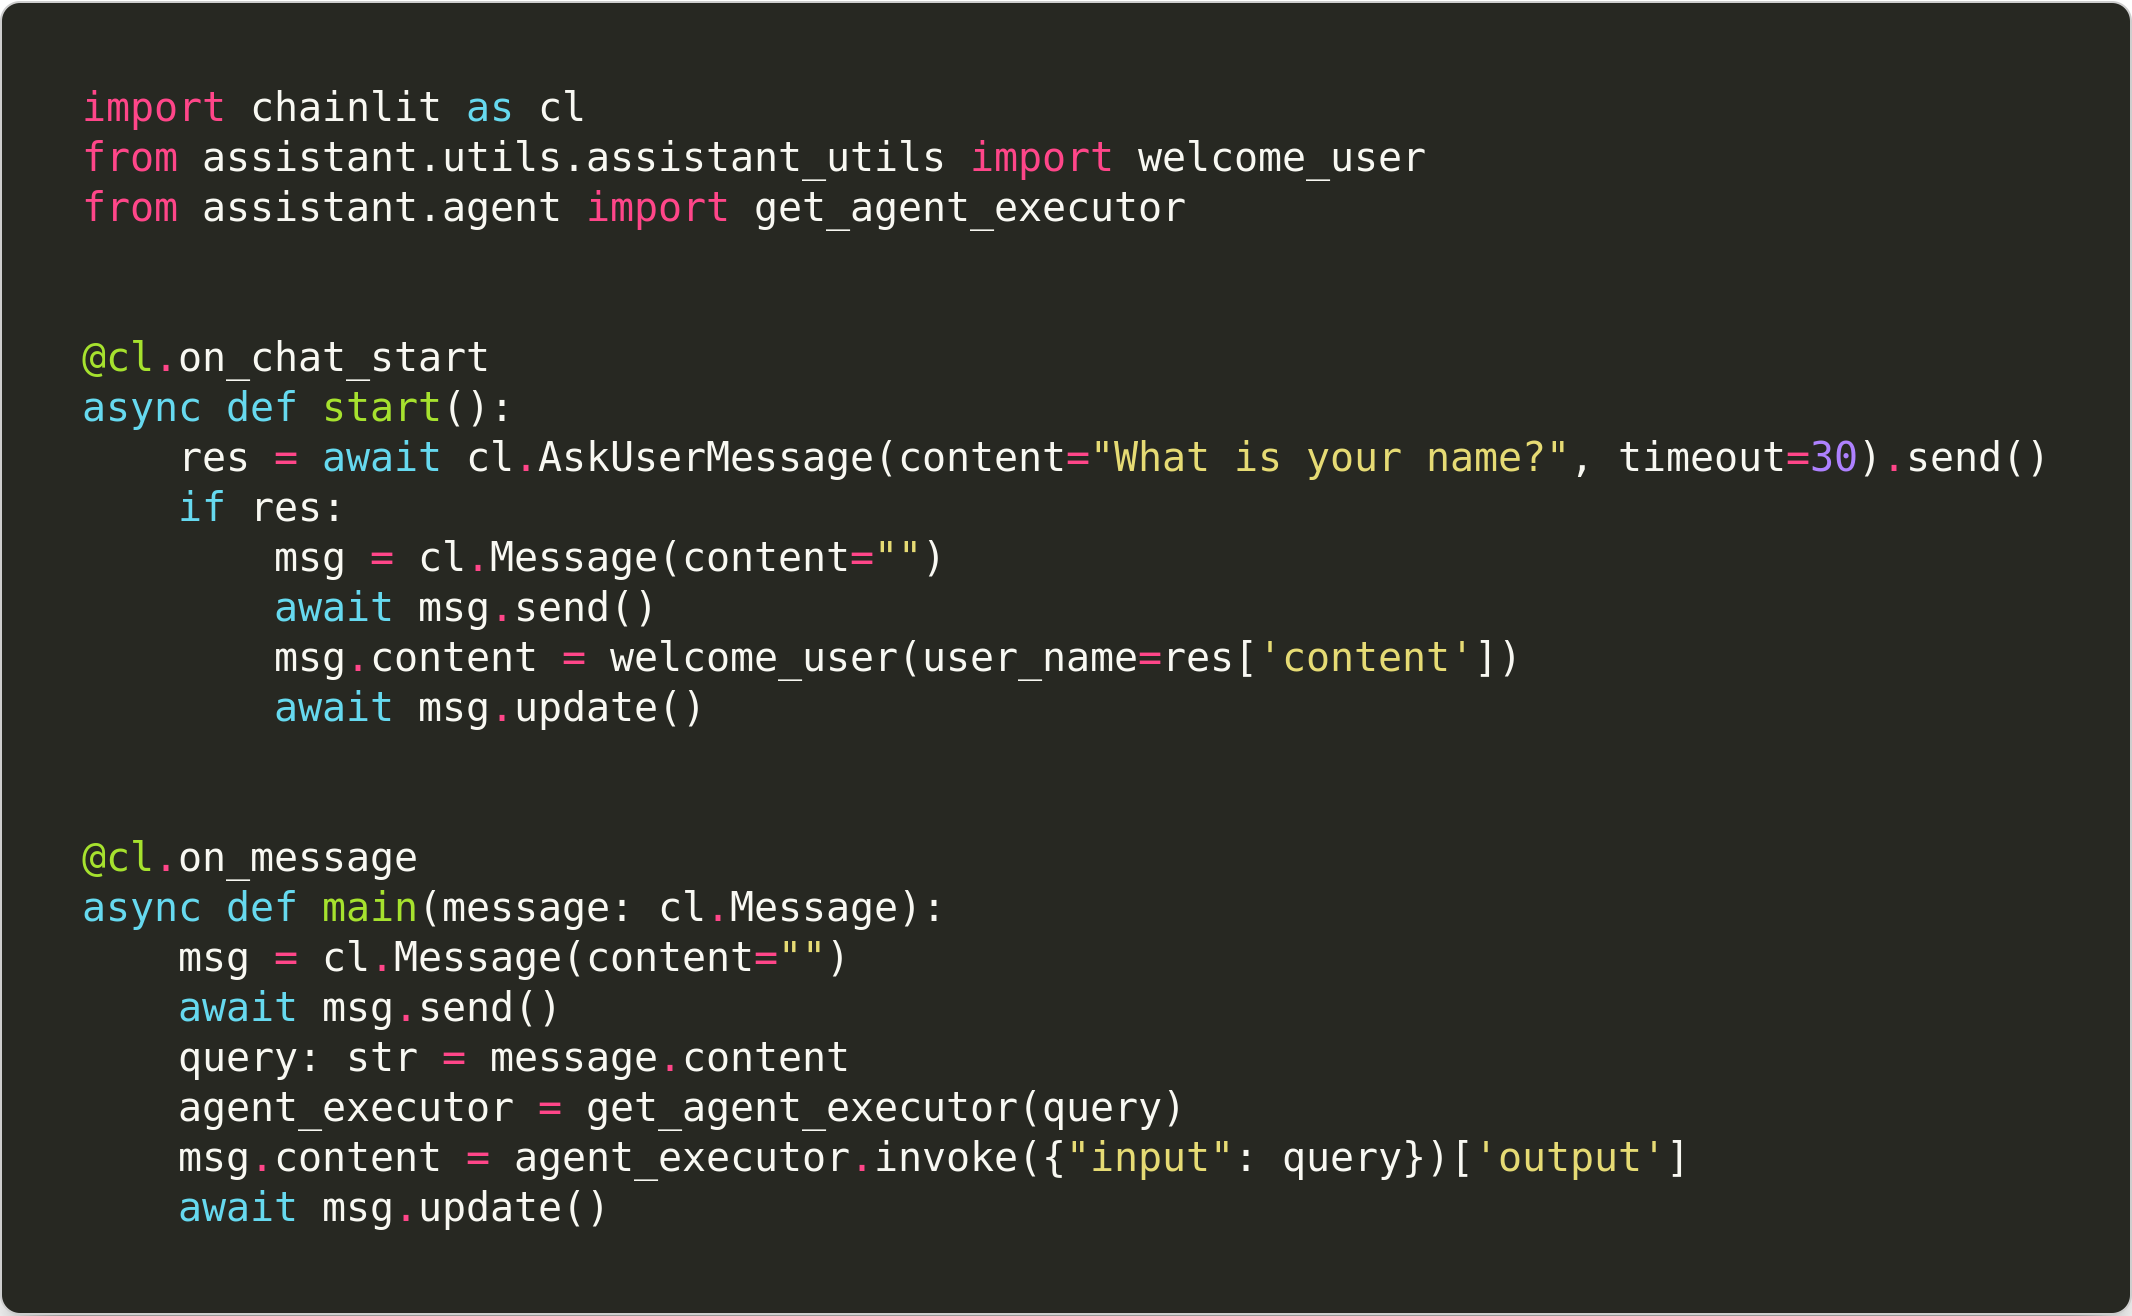 import chainlit as cl
from assistant.utils.assistant_utils import welcome_user
from assistant.agent import get_agent_executor
@cl.on_chat_start
async def start():
    res = await cl.AskUserMessage(content="What is your name?", timeout=30).send()
    if res:
        msg = cl.Message(content="")
        await msg.send()
        msg.content = welcome_user(user_name=res['content'])
        await msg.update()
@cl.on_message
async def main(message: cl.Message):
    msg = cl.Message(content="")
    await msg.send()
    query: str = message.content
    agent_executor = get_agent_executor(query)
    msg.content = agent_executor.invoke({"input": query})['output']
    await msg.update()